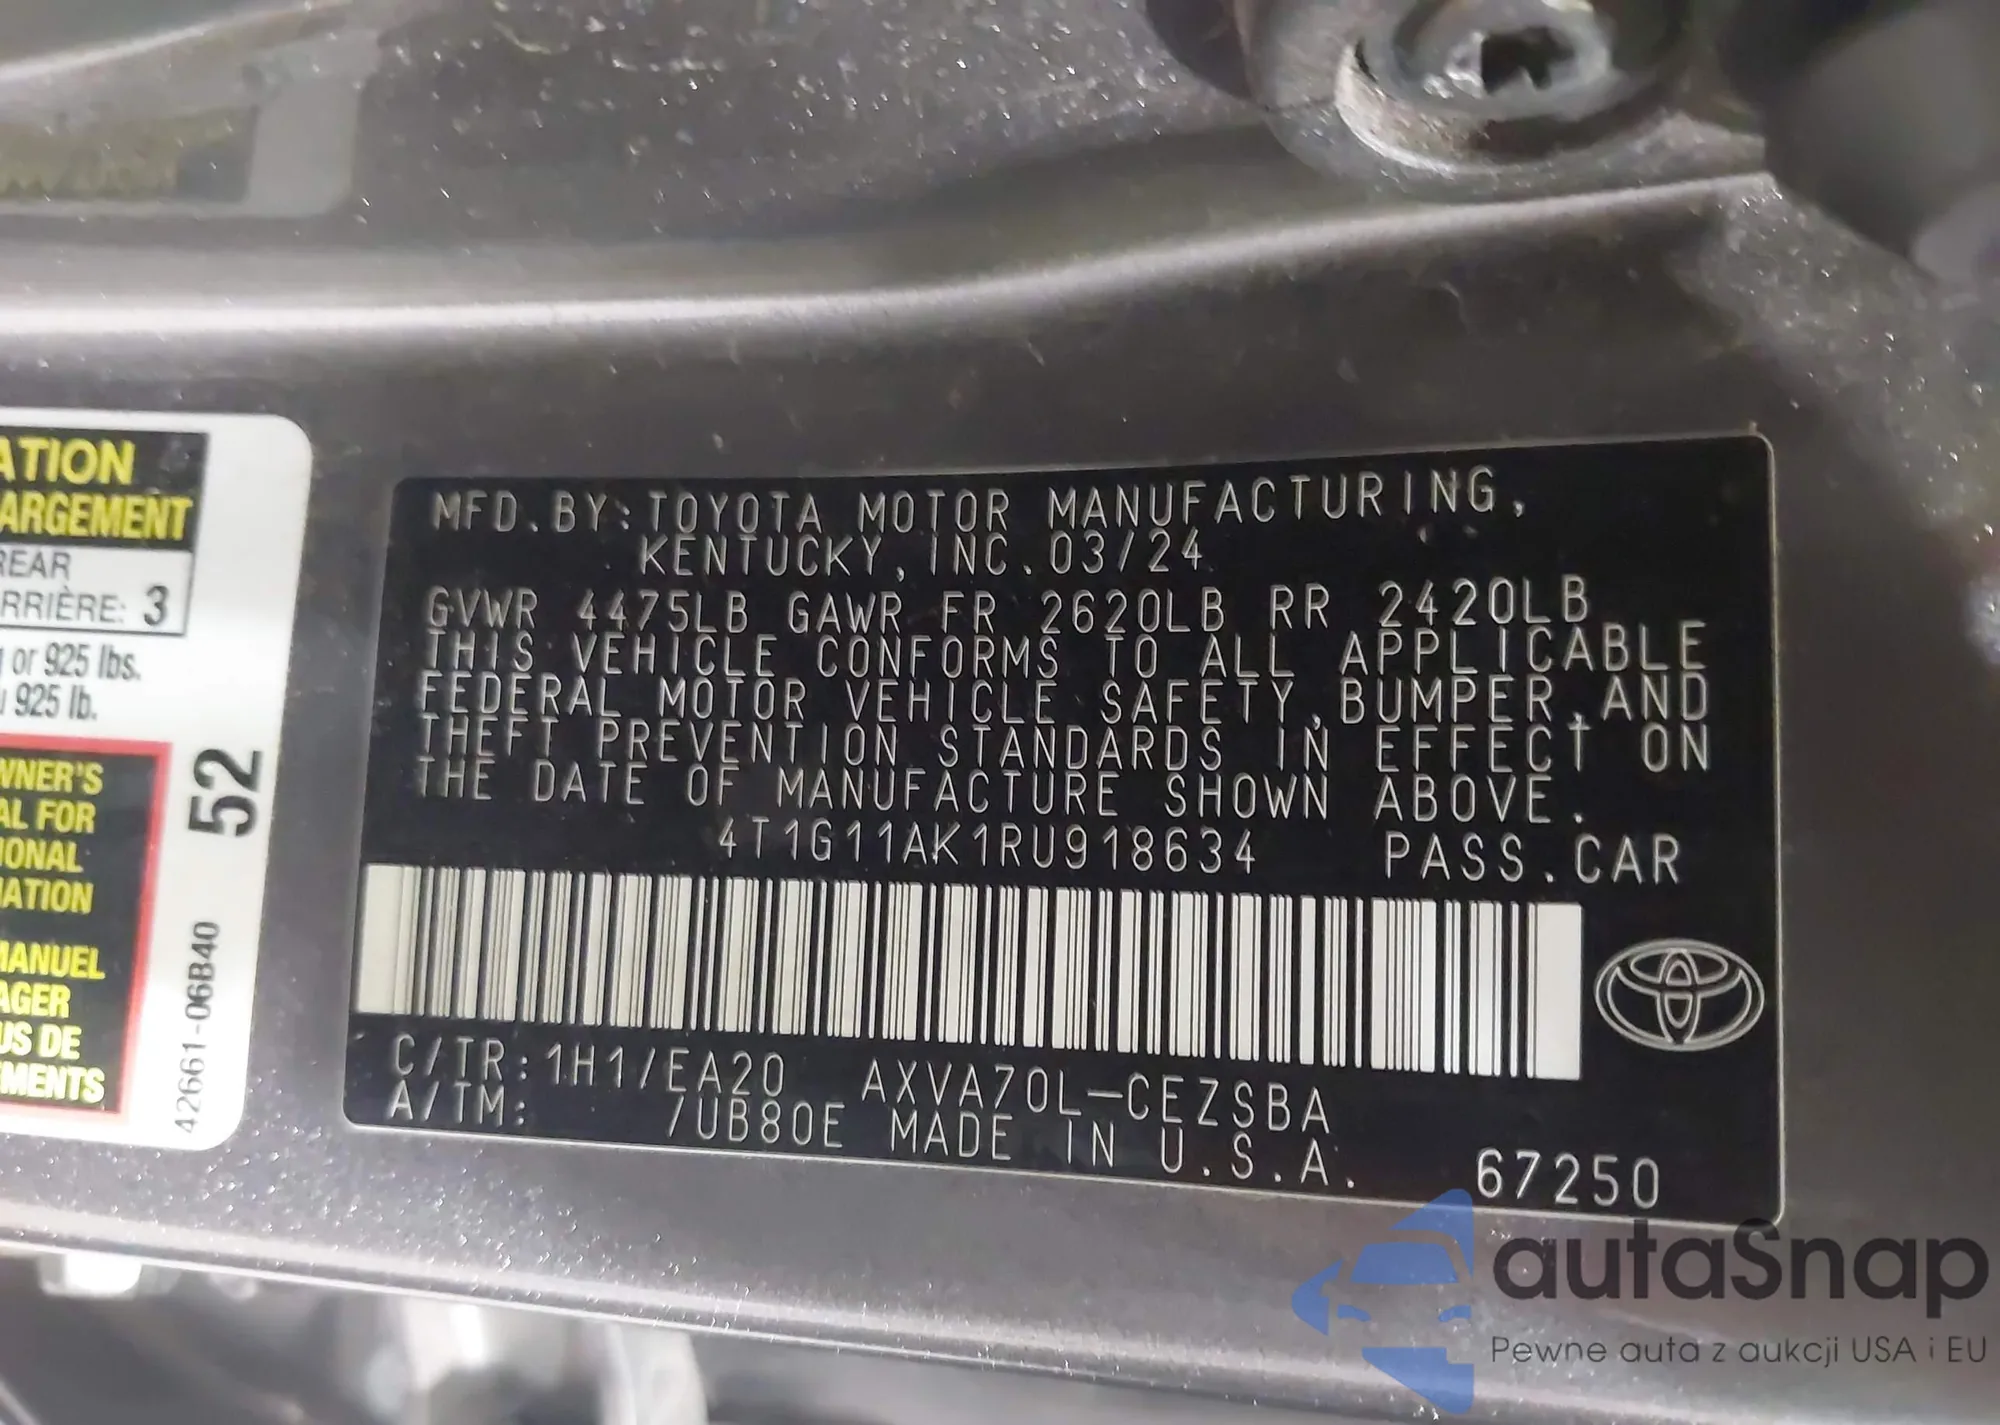 ATION
ARGEMENT
REAR
RRIÈRE: 3
or 925 lbs.
925 lb.
WNER'S
AL FOR
IONAL
MATION
MANUEL
AGER
US DE
EMENTS
52
42661-06B40
MFD. BY: TOYOTA MOTOR MANUFACTURING,
KENTUCKY, INC. 03/24
GVWR 4475LB GAWR FR 2620LB RR 2420LB
THIS VEHICLE CONFORMS TO ALL APPLICABLE
FEDERAL MOTOR VEHICLE SAFETY, BUMPER, AND
THEFT PREVENTION STANDARDS IN EFFECT ON
THE DATE OF MANUFACTURE SHOWN ABOVE.
4T1G11AK1RU918634 PASS. CAR
C/TR: 1H1/EA20 AXVA70L-CEZSBA
A/TM: /UB80E MADE IN U.S.A. 67250
autaSnap
Pewne auta z aukcji USA i EU